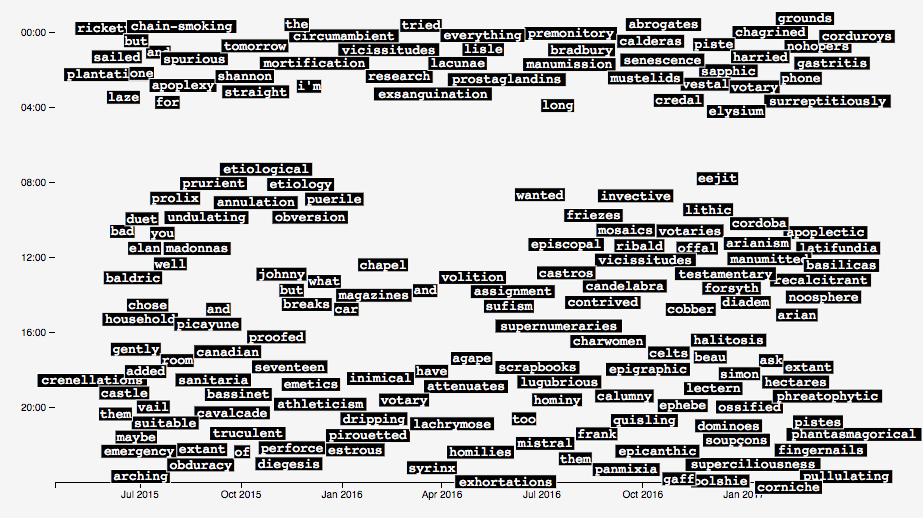 grounds
the
tried
rickety chain-smoking
abrogates
00:00
circumambient
everything
premonitory
chagrined
corduroys
but
calderas
piste
nohopers
tomorrow
vicissitudes
lisle
bradbury
sailed
and
spurious
mortification
lacunae
manumission
senescence
harried
gastritis
plantation
one
shannon
research
prostaglandins
mustelids
sapphic
phone
apoplexy
straight
i'm
exsanguination
vestal
votary
laze
for
long
credal
surreptitiously
04:00
elysium
etiological
08:00
prurient
etiology
eejit
prolix
annulation
puerile
wanted
invective
duet
undulating
obversion
friezes
lithic
bad
you
mosaics
votaries
cordoba
apoplectic
elan
madonnas
episcopal
ribald
offal
arianism
latifundia
12:00
well
chapel
vicissitudes
manumitted
basilicas
baldric
johnny
what
volition
castros
testamentary
recalcitrant
but
magazines
and
assignment
candelabra
forsyth
noosphere
chose
and
breaks
car
sufism
contrived
cobber
diadem
arian
household
picayune
supernumeraries
16:00
proofed
charwomen
halitosis
gently
room
canadian
agape
celts
beau
ask
added
seventeen
have
scrapbooks
epigraphic
simon
extant
crenellations
sanitaria
emetics
inimical
attenuates
lugubrious
lectern
hectares
castle
bassinet
votary
hominy
calumny
phreatophytic
20:00
them
vail
cavalcade
athleticism
ephebe
ossified
suitable
dripping
lachrymose
too
quisling
dominoes
pistes
maybe
truculent
pirouetted
mistral
frank
soupçons
phantasmagorical
emergency
extant
of
perforce
estrous
homilies
them
epicanthic
fingernails
obduracy
diegesis
syrinx
panmixia
superciliousness
arching
exhortations
gaff
bolshie
pullulating
corniche
Jul 2015
Oct 2015
Jan 2016
Apr 2016
Jul 2016
Oct 2016
Jan 2017